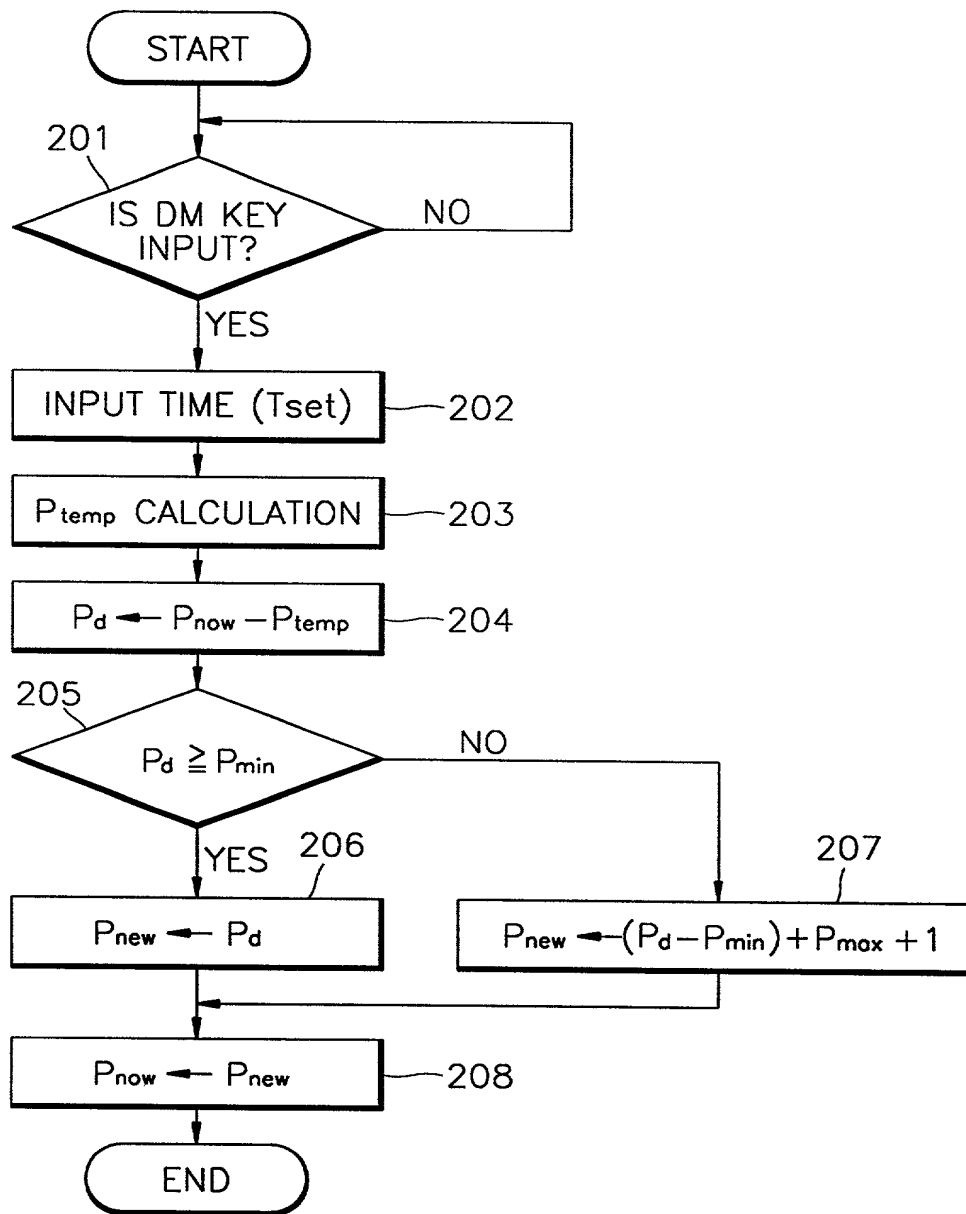 START
201
IS DM KEY
INPUT?
NO
YES
INPUT TIME (Tset)
202
Ptemp CALCULATION
203
Pd ← Pnow − Ptemp
204
205
Pd ≧ Pmin
NO
YES
206
207
Pnew ← Pd
Pnew ← (Pd − Pmin) + Pmax + 1
Pnow ← Pnew
208
END